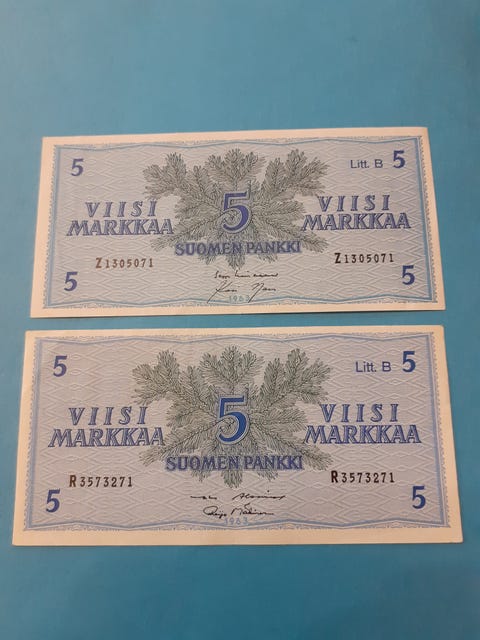 5 Litt. B 5
5
VIISI VIISI
MARKKAA MARKKAA
SUOMEN PANKKI
Z1305071 Z1305071
5 5
1963
5 Litt. B 5
5
VIISI VIISI
MARKKAA MARKKAA
SUOMEN PANKKI
R3573271 R3573271
5 5
1963